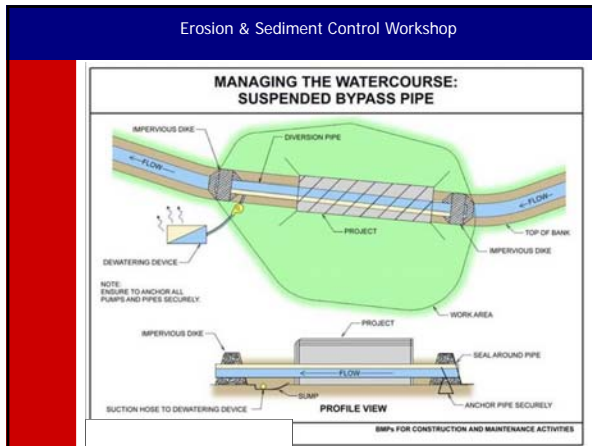 Erosion & Sediment Control Workshop
MANAGING THE WATERCOURSE:
SUSPENDED BYPASS PIPE
IMPERVIOUS DIKE
DIVERSION PIPE
FLOW
FLOW
TOP OF BANK
PROJECT
IMPERVIOUS DIKE
DEWATERING DEVICE
NOTE:
ENSURE TO ANCHOR ALL
PUMPS AND PIPES SECURELY.
WORK AREA
PROJECT
IMPERVIOUS DIKE
SEAL AROUND PIPE
FLOW
SUMP
ANCHOR PIPE SECURELY
SUCTION HOSE TO DEWATERING DEVICE
PROFILE VIEW
BMPs FOR CONSTRUCTION AND MAINTENANCE ACTIVITIES